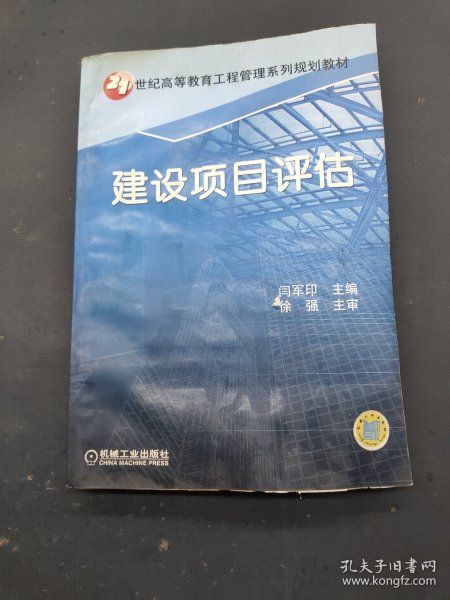 21世纪高等教育工程管理系列规划教材
建设项目评估
闫军印 主编
徐强 主审
机械工业出版社
CHINA MACHINE PRESS
孔夫子旧书网
www.kongfz.com